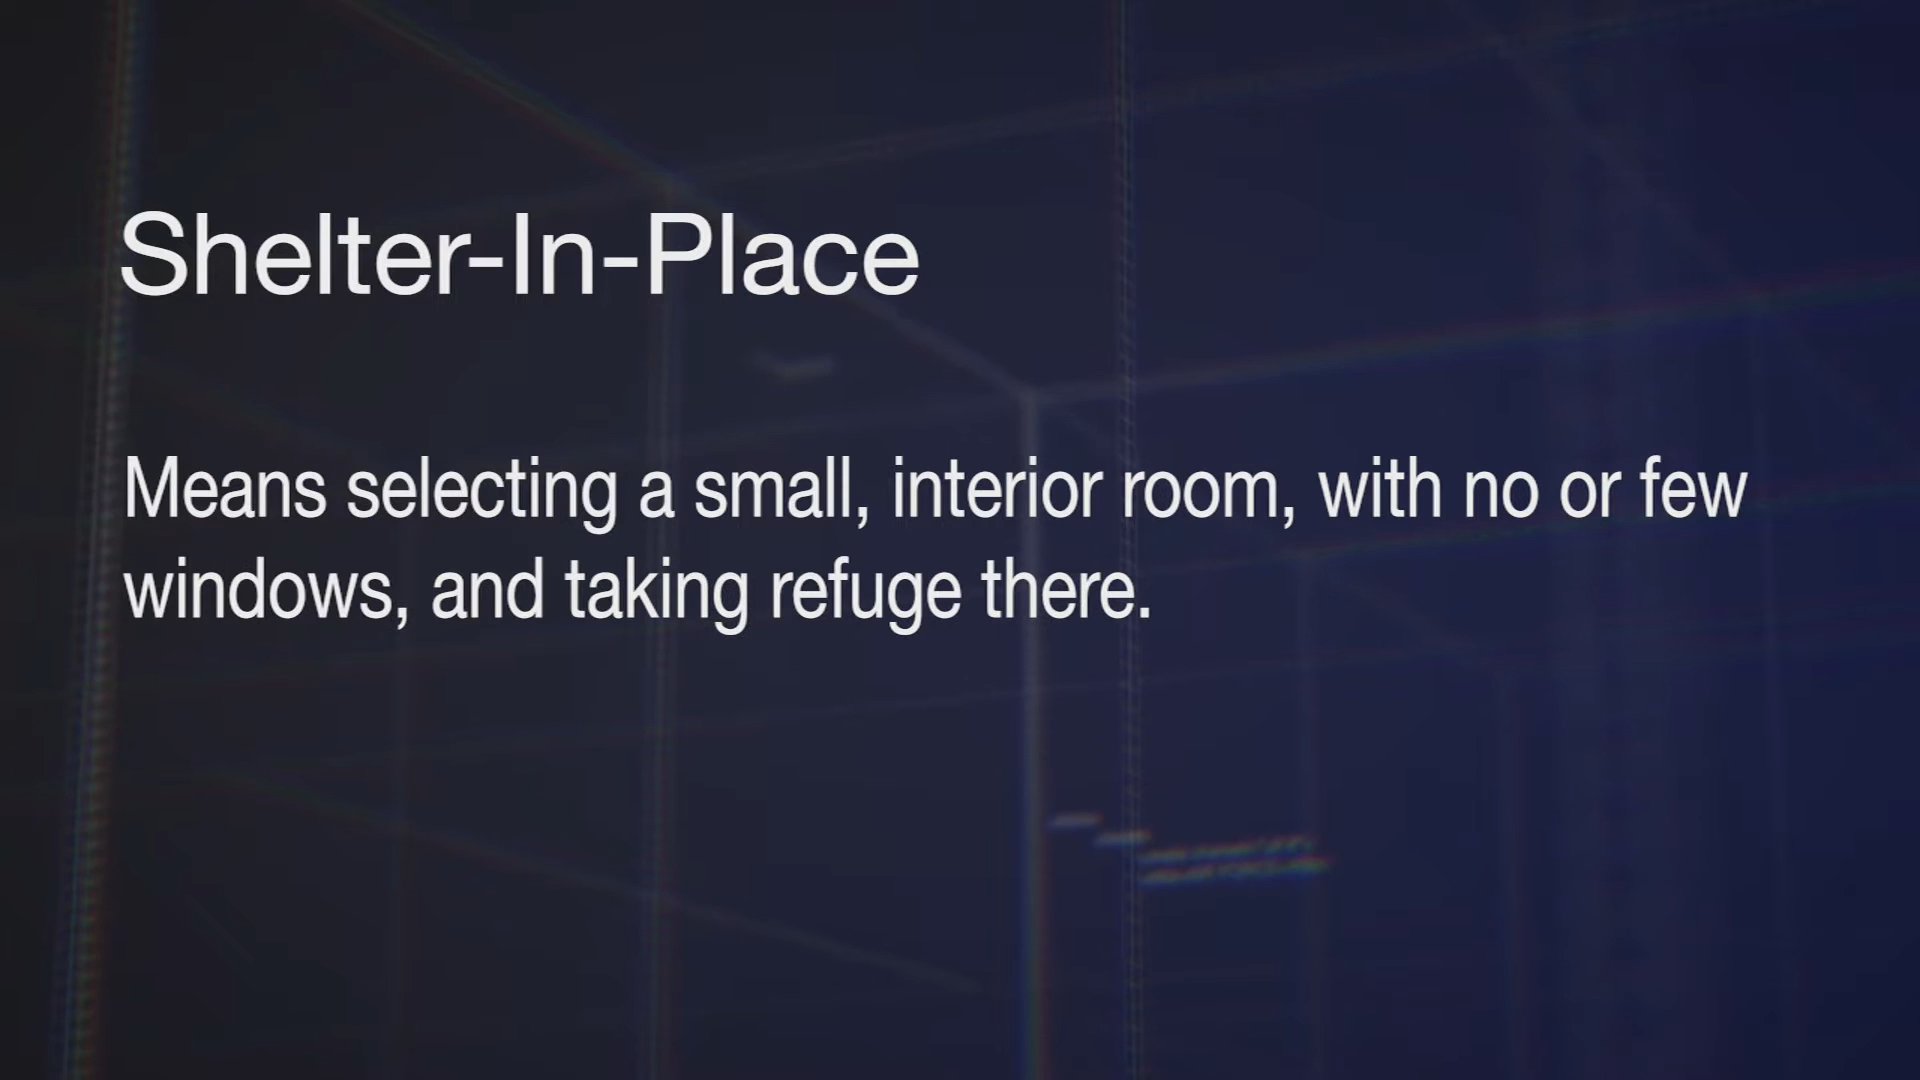 Shelter-In-Place
Means selecting a small, interior room, with no or few
windows, and taking refuge there.